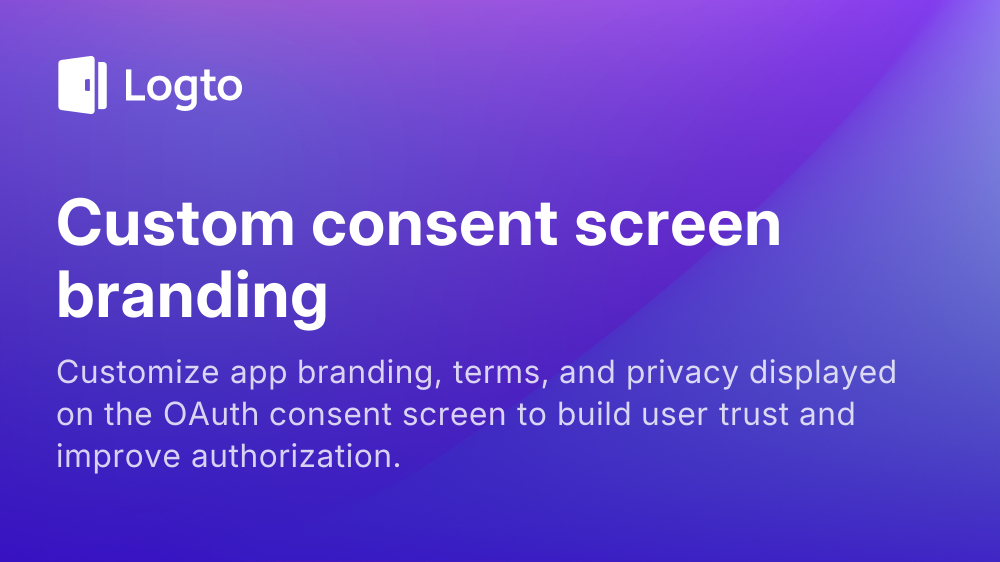 Logto
Custom consent screen
branding
Customize app branding, terms, and privacy displayed
on the OAuth consent screen to build user trust and
improve authorization.